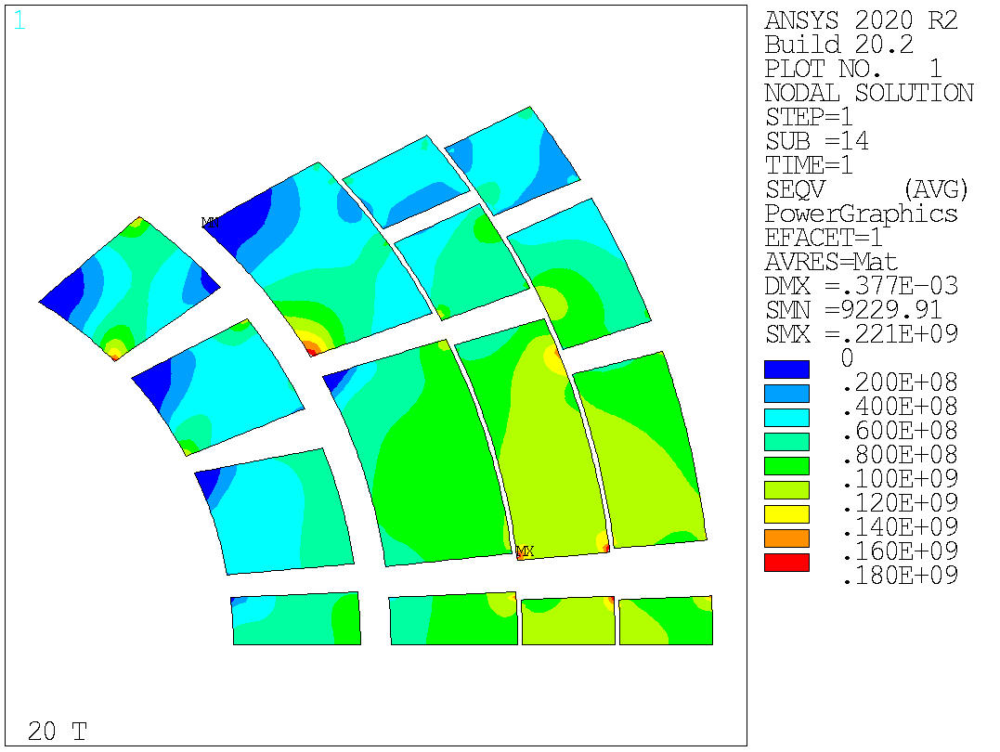 1
ANSYS 2020 R2
Build 20.2
PLOT NO. 1
NODAL SOLUTION
STEP=1
SUB =14
TIME=1
SEQV (AVG)
PowerGraphics
EFACET=1
AVRES=Mat
DMX =.377E-03
SMN =9229.91
SMX =.221E+09
0
.200E+08
.400E+08
.600E+08
.800E+08
.100E+09
.120E+09
.140E+09
.160E+09
.180E+09
MN
MX
20 T